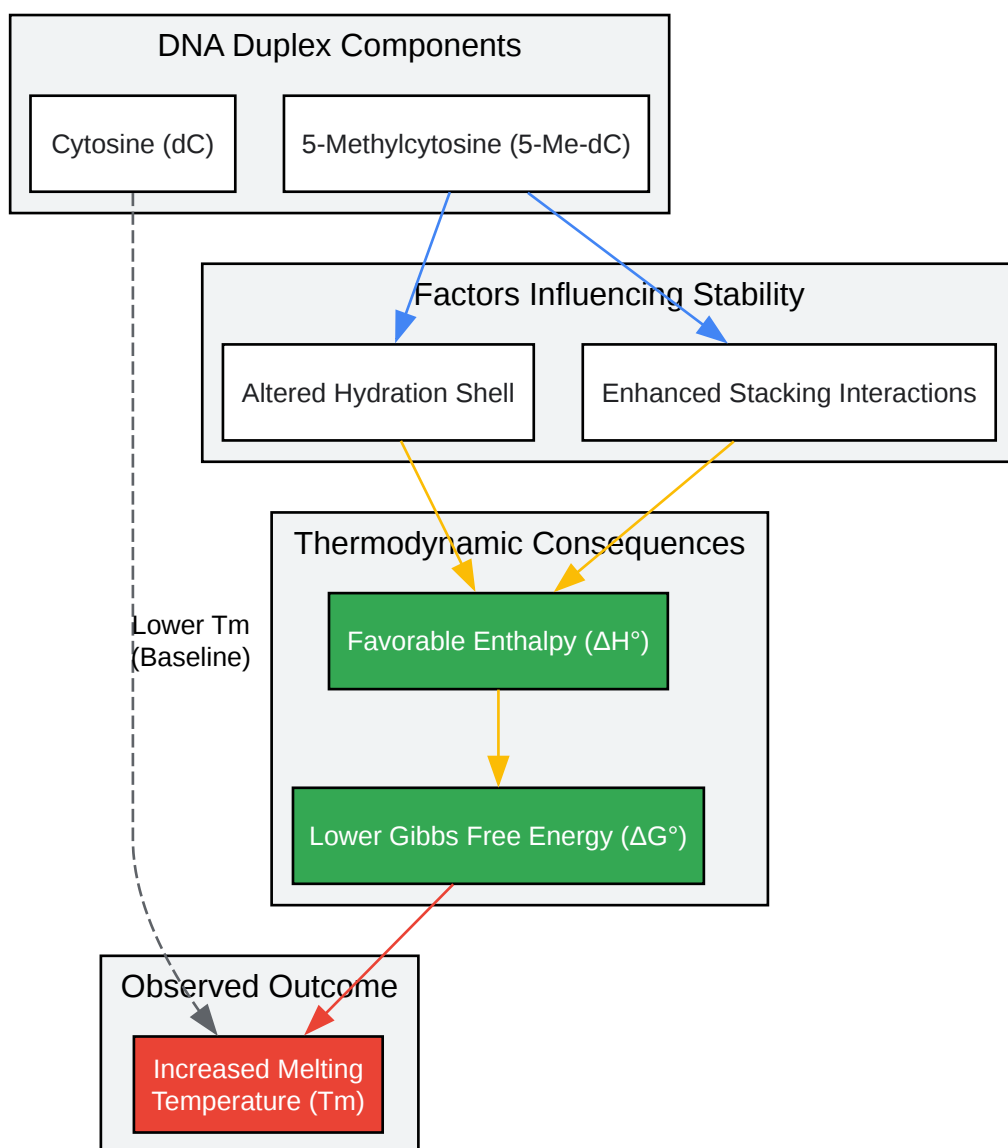 DNA Duplex Components
Cytosine (dC)
5-Methylcytosine (5-Me-dC)
Factors Influencing Stability
Altered Hydration Shell
Enhanced Stacking Interactions
Thermodynamic Consequences
Favorable Enthalpy (ΔH°)
Lower Tm
(Baseline)
Lower Gibbs Free Energy (ΔG°)
Observed Outcome
Increased Melting
Temperature (Tm)